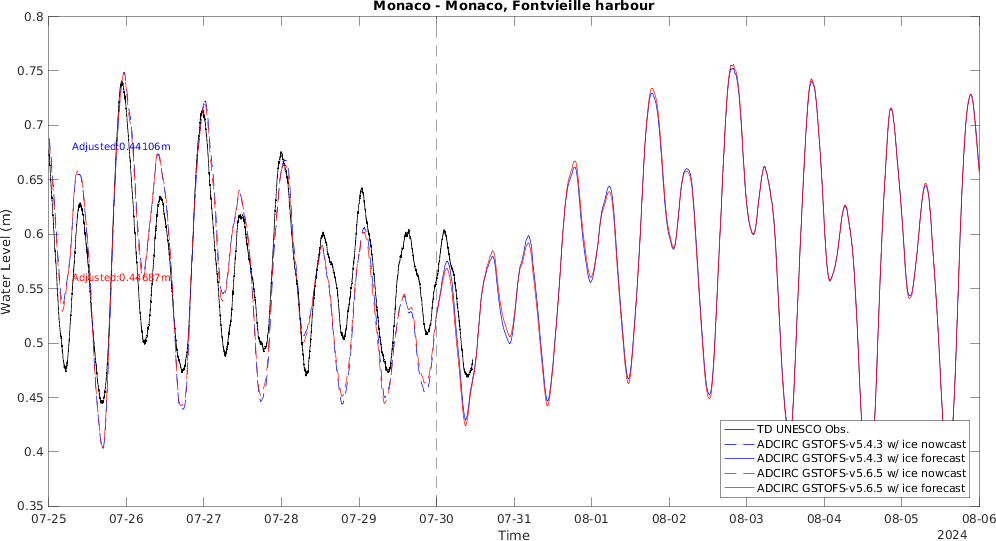 Monaco - Monaco, Fontvieille harbour
0.8
0.75
0.7
0.65
0.6
0.55
0.5
0.45
0.4
0.35
Water Level (m)
Adjusted:0.44106m
Adjusted:0.44687m
TD UNESCO Obs.
ADCIRC GSTOFS-v5.4.3 w/ ice nowcast
ADCIRC GSTOFS-v5.4.3 w/ ice forecast
ADCIRC GSTOFS-v5.6.5 w/ ice nowcast
ADCIRC GSTOFS-v5.6.5 w/ ice forecast
07-25 07-26 07-27 07-28 07-29 07-30 07-31 08-01 08-02 08-03 08-04 08-05 08-06
Time
2024